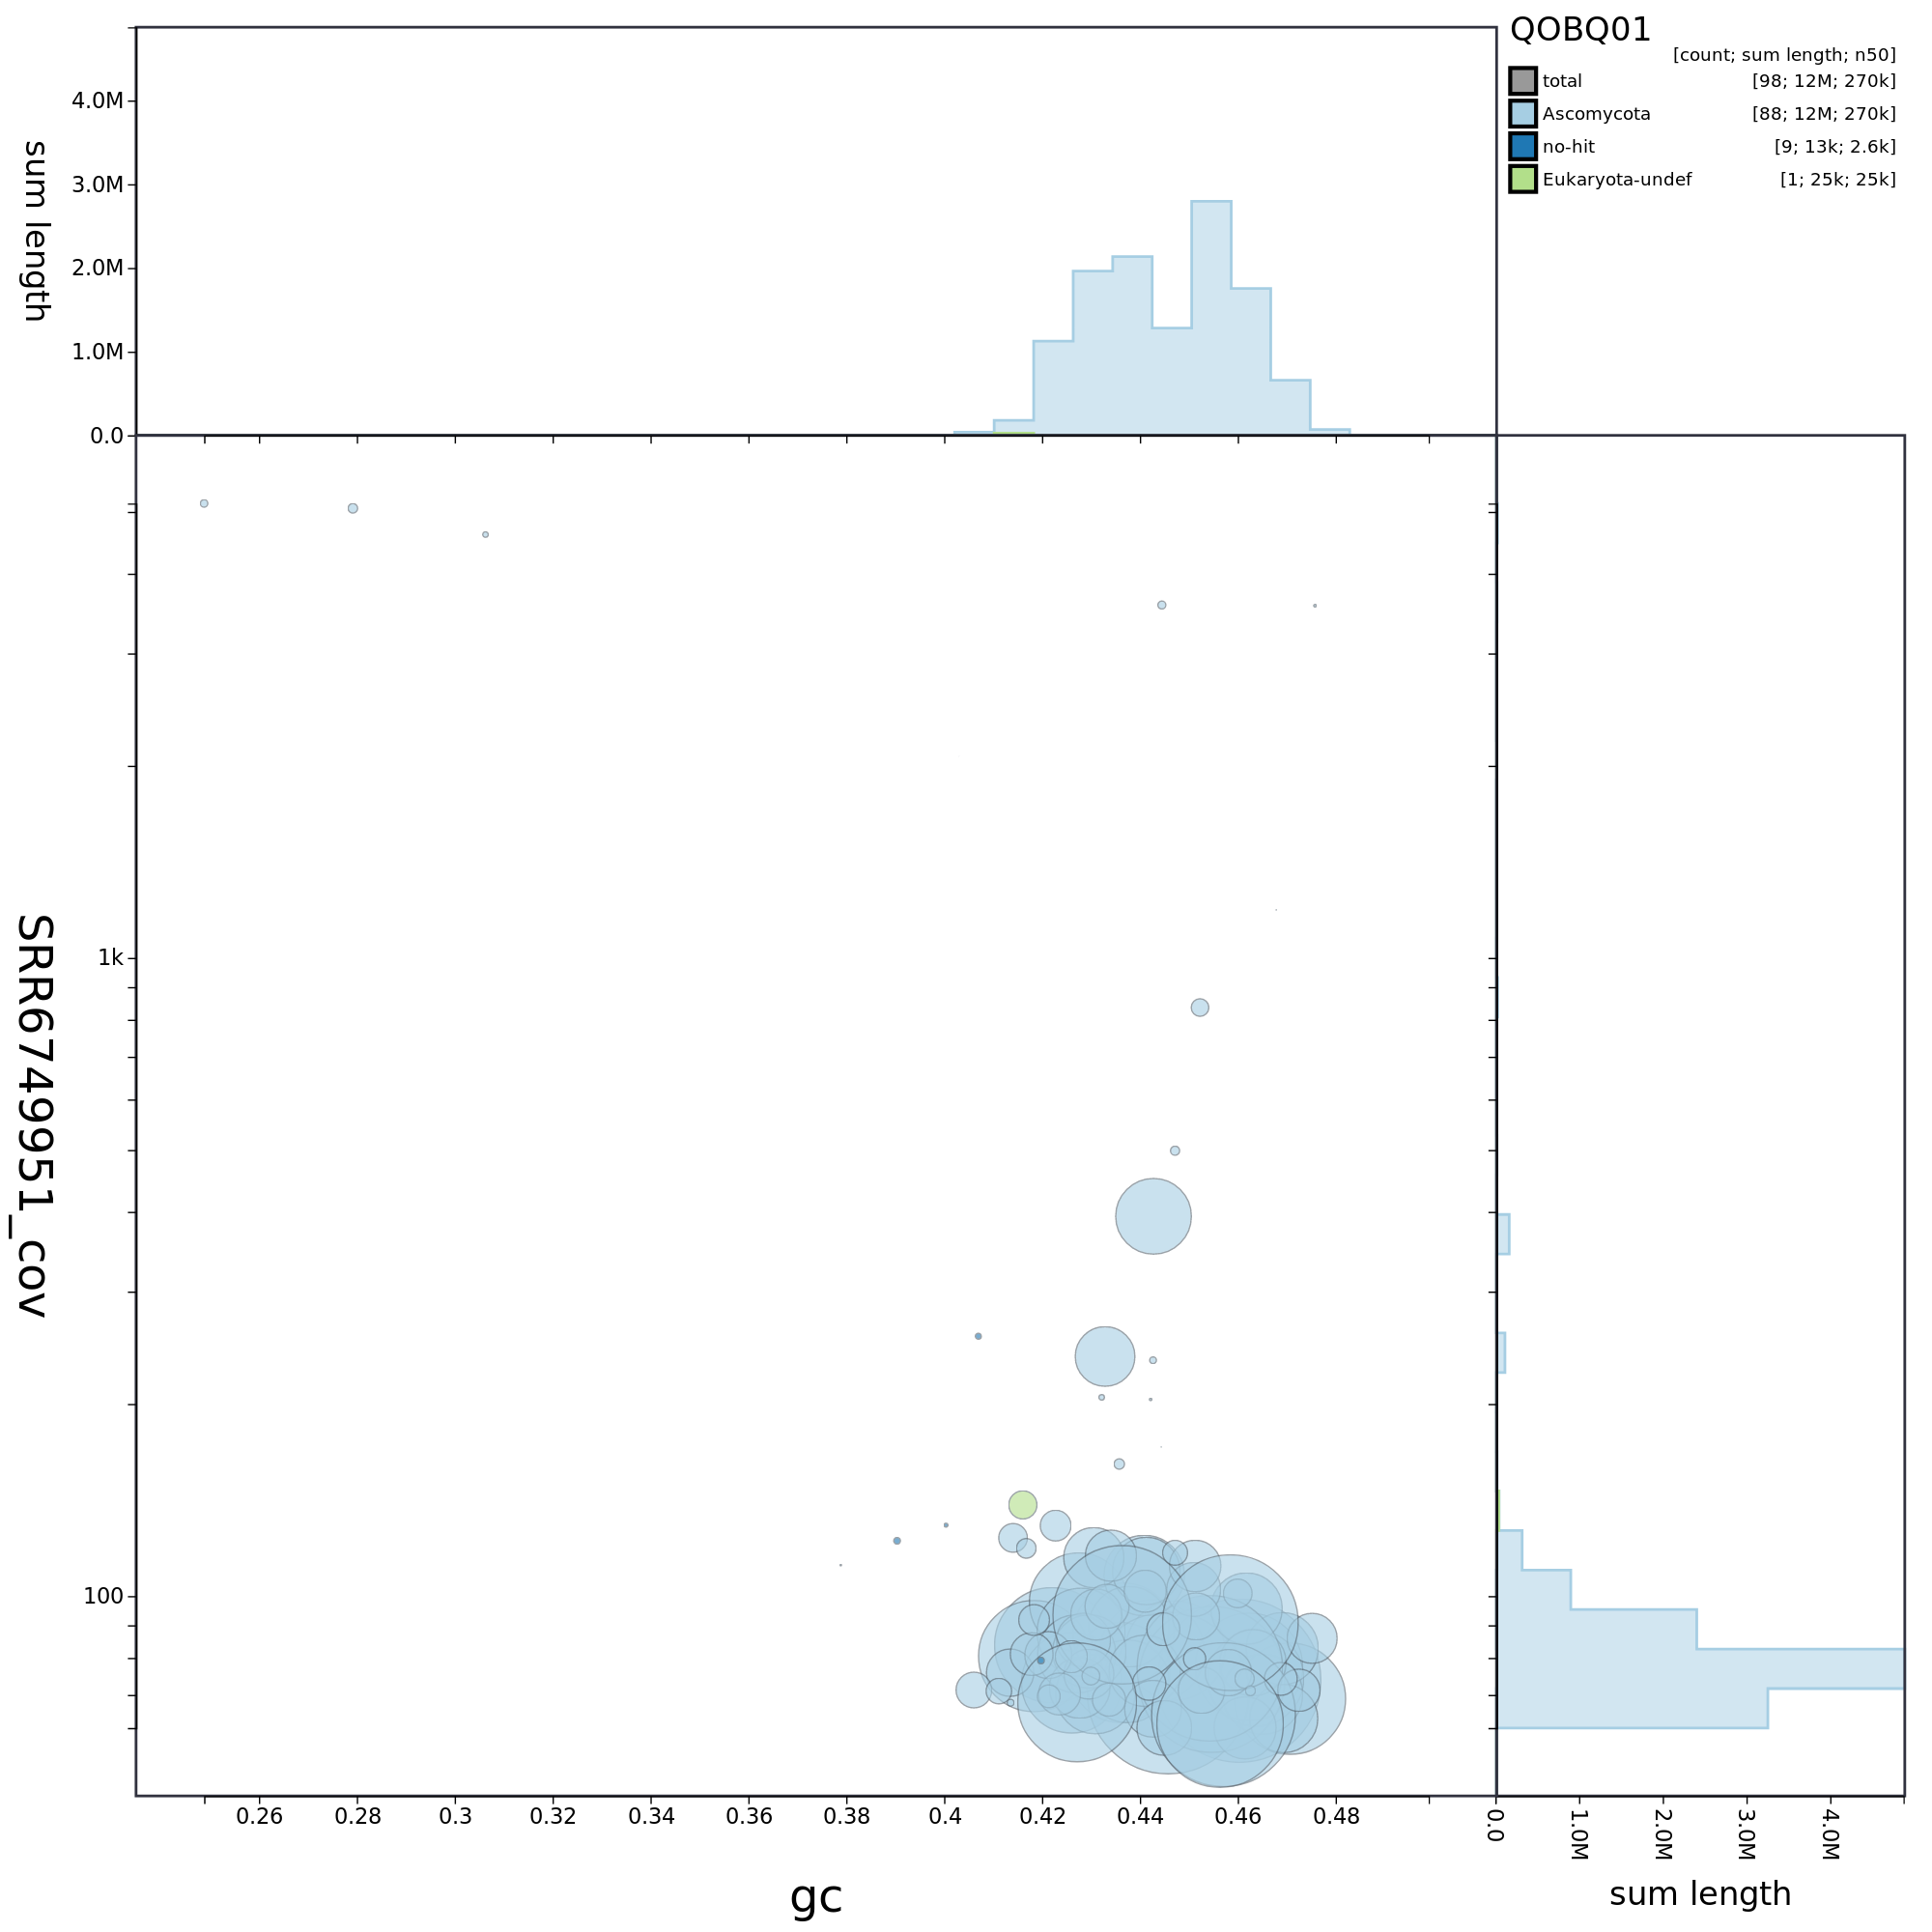 QOBQ01
[count; sum length; n50]
total [98; 12M; 270k]
Ascomycota [88; 12M; 270k]
no-hit [9; 13k; 2.6k]
Eukaryota-undef [1; 25k; 25k]
sum length
4.0M
3.0M
2.0M
1.0M
0.0
SRR6749951_cov
1k
100
0.26 0.28 0.3 0.32 0.34 0.36 0.38 0.4 0.42 0.44 0.46 0.48
gc
0.0 1.0M 2.0M 3.0M 4.0M
sum length